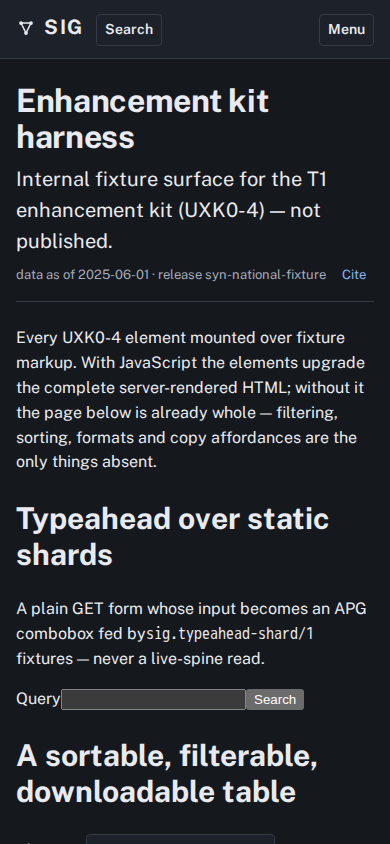 SIG Search Menu
Enhancement kit
harness
Internal fixture surface for the T1
enhancement kit (UXK0-4) — not
published.
data as of 2025-06-01 · release syn-national-fixture Cite
Every UXK0-4 element mounted over fixture
markup. With JavaScript the elements upgrade
the complete server-rendered HTML; without it
the page below is already whole — filtering,
sorting, formats and copy affordances are the
only things absent.
Typeahead over static
shards
A plain GET form whose input becomes an APG
combobox fed bysig.typeahead-shard/1
fixtures — never a live-spine read.
Query Search
A sortable, filterable,
downloadable table